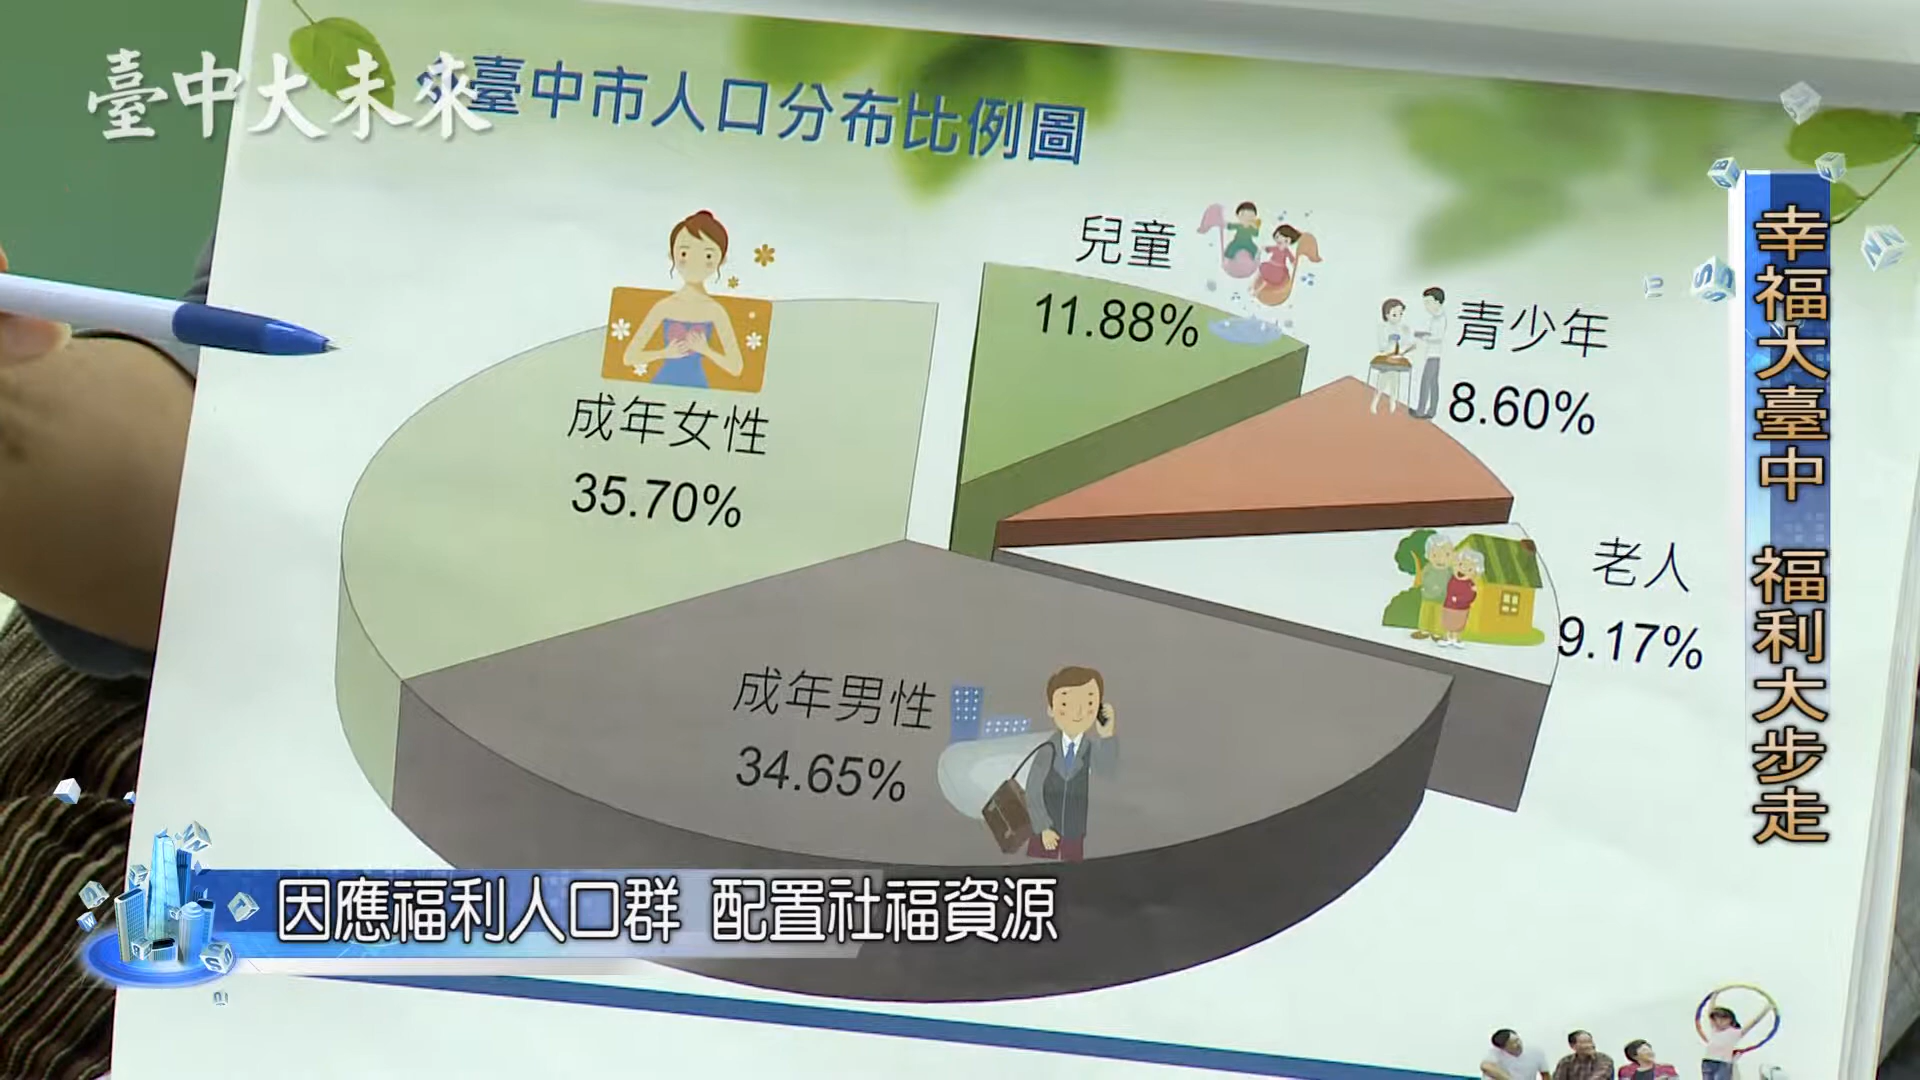 臺中大未來
臺中市人口分布比例圖
兒童
11.88%
青少年
8.60%
老人
9.17%
成年女性
35.70%
成年男性
34.65%
幸福大臺中 福利大步走
因應福利人口群 配置社福資源